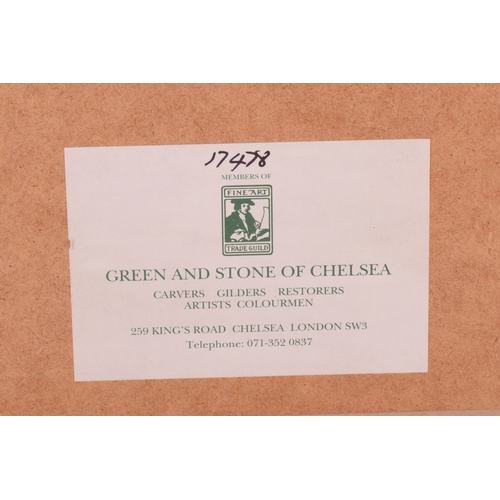 17478
MEMBERS OF
FINE ART
TRADE GUILD
GREEN AND STONE OF CHELSEA
CARVERS GILDERS RESTORERS
ARTISTS COLOURMEN
259 KING'S ROAD CHELSEA LONDON SW3
Telephone: 071-352 0837